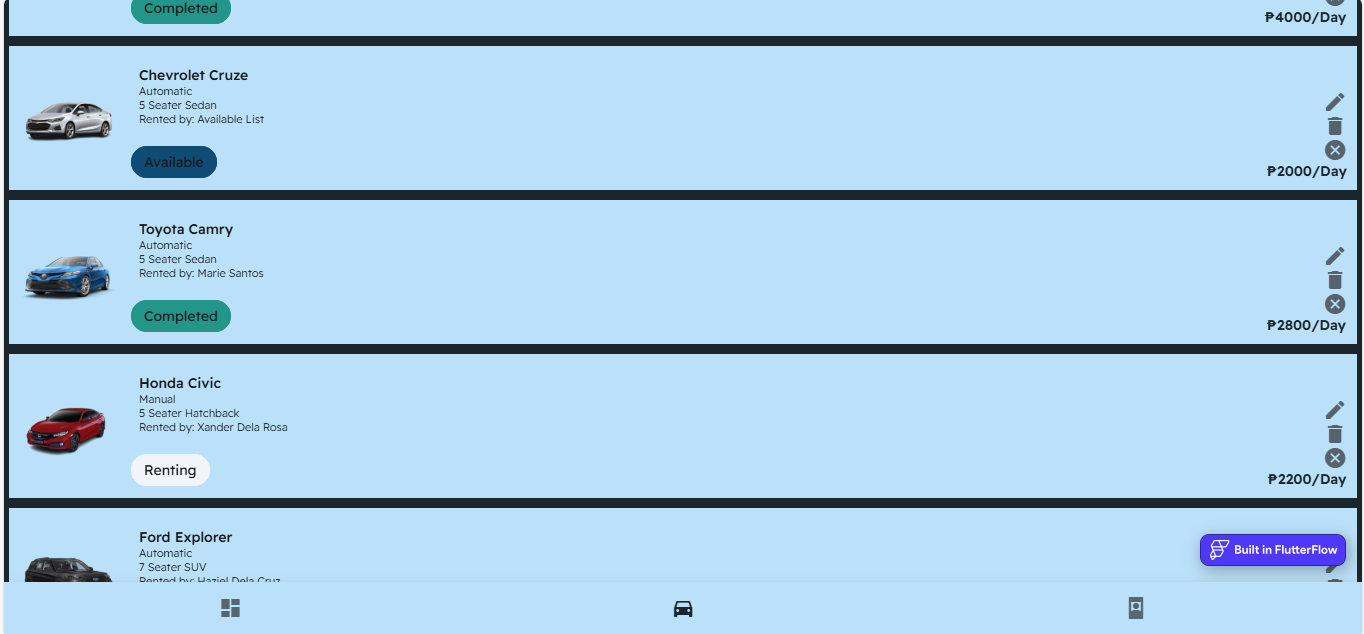 Completed
₱4000/Day
Chevrolet Cruze
Automatic
5 Seater Sedan
Rented by: Available List
Available
₱2000/Day
Toyota Camry
Automatic
5 Seater Sedan
Rented by: Marie Santos
Completed
₱2800/Day
Honda Civic
Manual
5 Seater Hatchback
Rented by: Xander Dela Rosa
Renting
₱2200/Day
Ford Explorer
Automatic
7 Seater SUV
Rented by: Haziel Dela Cruz
Built in FlutterFlow